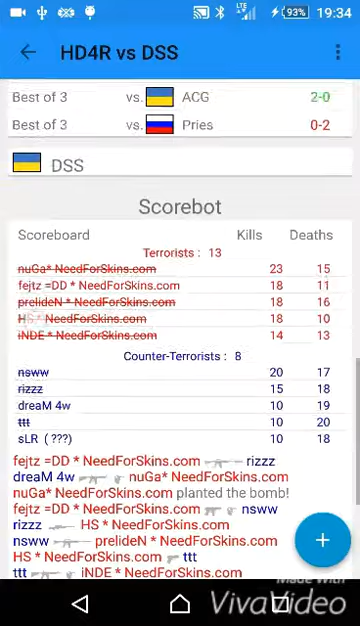 93% 19:34
LTE
HD4R vs DSS
Best of 3 vs. ACG 2-0
Best of 3 vs. Pries 0-2
DSS
Scorebot
Scoreboard Kills Deaths
Terrorists : 13
nuGa* NeedForSkins.com 23 15
fejtz =DD * NeedForSkins.com 18 11
prelideN * NeedForSkins.com 18 16
HS * NeedForSkins.com 18 10
iNDE * NeedForSkins.com 14 13
Counter-Terrorists : 8
nsww 20 17
rizzz 15 18
dreaM 4w 10 19
ttt 10 20
sLR (???) 10 18
fejtz =DD * NeedForSkins.com rizzz
dreaM 4w nuGa* NeedForSkins.com
nuGa* NeedForSkins.com planted the bomb!
fejtz =DD * NeedForSkins.com nsww
rizzz HS * NeedForSkins.com
nsww prelideN * NeedForSkins.com
HS * NeedForSkins.com ttt
ttt iNDE * NeedForSkins.com
+
Made With
VivaVideo